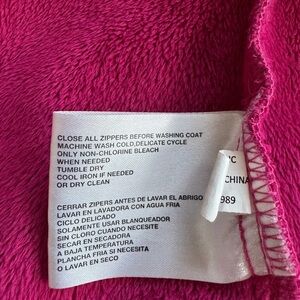 CLOSE ALL ZIPPERS BEFORE WASHING COAT
MACHINE WASH COLD,DELICATE CYCLE
ONLY NON-CHLORINE BLEACH
WHEN NEEDED
TUMBLE DRY
COOL IRON IF NEEDED
OR DRY CLEAN
CERRAR ZIPERS ANTES DE LAVAR EL ABRIGO
LAVAR EN LAVADORA CON AGUA FRIA
CICLO DELICADO
SOLAMENTE USAR BLANQUEADOR
SIN CLORO CUANDO NECESITE
SECAR EN SECADORA
A BAJA TEMPERATURA
PLANCHA FRIA SI NECESITA
O LAVADO EN SECO
CHINA
989